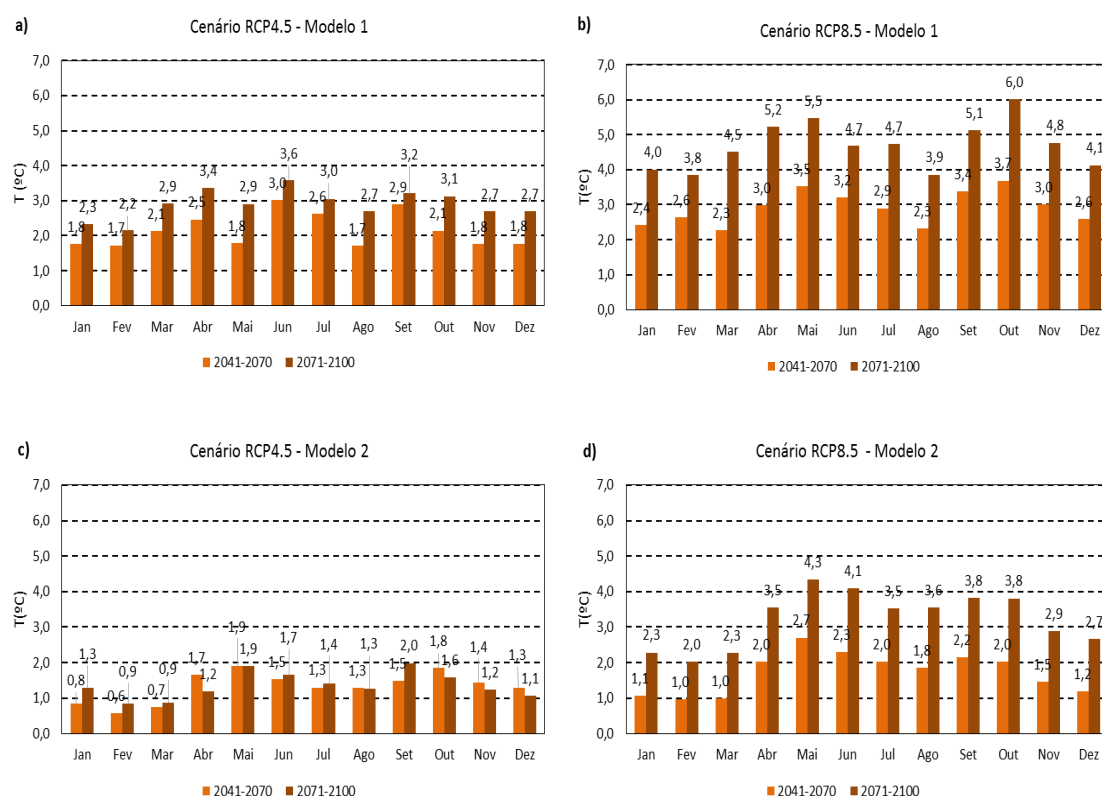 a)
Cenário RCP4.5 - Modelo 1
T (ºC)
7,0
6,0
5,0
4,0
3,0
2,0
1,0
0,0
1,8 2,3 1,7 2,2 2,1 2,9 2,5 3,4 1,8 2,9 3,0 3,6 2,6 3,0 1,7 2,7 2,9 3,2 2,1 3,1 1,8 2,7 1,8 2,7
Jan Fev Mar Abr Mai Jun Jul Ago Set Out Nov Dez
2041-2070 2071-2100
b)
Cenário RCP8.5 - Modelo 1
T(ºC)
7,0
6,0
5,0
4,0
3,0
2,0
1,0
0,0
2,4 4,0 2,6 3,8 2,3 4,5 3,0 5,2 3,5 5,5 3,2 4,7 2,9 4,7 2,3 3,9 3,4 5,1 3,7 6,0 3,0 4,8 2,6 4,1
Jan Fev Mar Abr Mai Jun Jul Ago Set Out Nov Dez
2041-2070 2071-2100
c)
Cenário RCP4.5 - Modelo 2
T(ºC)
7,0
6,0
5,0
4,0
3,0
2,0
1,0
0,0
0,8 1,3 0,6 0,9 0,7 0,9 1,7 1,2 1,9 1,9 1,5 1,7 1,3 1,4 1,3 1,3 1,5 2,0 1,8 1,6 1,4 1,2 1,3 1,1
Jan Fev Mar Abr Mai Jun Jul Ago Set Out Nov Dez
2041-2070 2071-2100
d)
Cenário RCP8.5 - Modelo 2
T(ºC)
7,0
6,0
5,0
4,0
3,0
2,0
1,0
0,0
1,1 2,3 1,0 2,0 1,0 2,3 2,0 3,5 2,7 4,3 2,3 4,1 2,0 3,5 1,8 3,6 2,2 3,8 2,0 3,8 1,5 2,9 1,2 2,7
Jan Fev Mar Abr Mai Jun Jul Ago Set Out Nov Dez
2041-2070 2071-2100